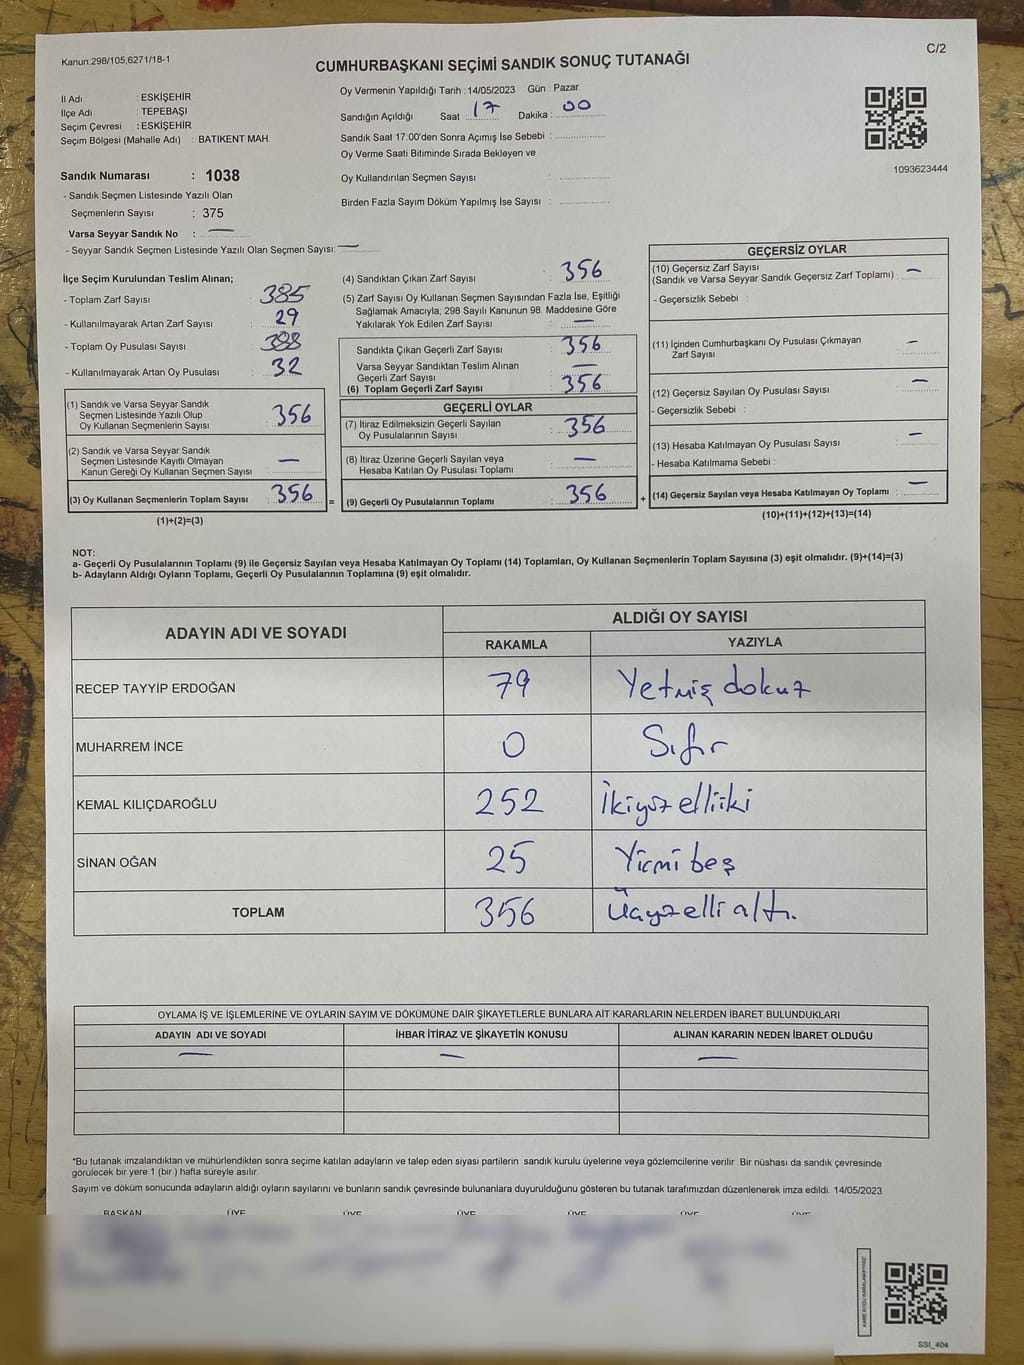 Kanun,298/105;6271/18-1
C/2
CUMHURBAŞKANI SEÇİMİ SANDIK SONUÇ TUTANAĞI
İl Adı : ESKİŞEHİR
İlçe Adı : TEPEBAŞI
Seçim Çevresi : ESKİŞEHİR
Seçim Bölgesi (Mahalle Adı) : BATIKENT MAH.
Sandık Numarası : 1038
- Sandık Seçmen Listesinde Yazılı Olan
Seçmenlerin Sayısı : 375
Varsa Seyyar Sandık No : —
- Seyyar Sandık Seçmen Listesinde Yazılı Olan Seçmen Sayısı: —
Oy Vermenin Yapıldığı Tarih :14/05/2023 Gün : Pazar
Sandığın Açıldığı Saat : 17 Dakika : 00
Sandık Saat 17:00'den Sonra Açımış İse Sebebi :
Oy Verme Saati Bitiminde Sırada Bekleyen ve
Oy Kullandırılan Seçmen Sayısı :
Birden Fazla Sayım Döküm Yapılmış İse Sayısı :
1093623444
İlçe Seçim Kurulundan Teslim Alınan;
- Toplam Zarf Sayısı : 385
- Kullanılmayarak Artan Zarf Sayısı : 29
- Toplam Oy Pusulası Sayısı : 388
- Kullanılmayarak Artan Oy Pusulası : 32
(1) Sandık ve Varsa Seyyar Sandık
Seçmen Listesinde Yazılı Olup
Oy Kullanan Seçmenlerin Sayısı : 356
(2) Sandık ve Varsa Seyyar Sandık
Seçmen Listesinde Kayıtlı Olmayan
Kanun Gereği Oy Kullanan Seçmen Sayısı : —
(3) Oy Kullanan Seçmenlerin Toplam Sayısı : 356 =
(1)+(2)=(3)
(4) Sandıktan Çıkan Zarf Sayısı : 356
(5) Zarf Sayısı Oy Kullanan Seçmen Sayısından Fazla İse, Eşitliği
Sağlamak Amacıyla; 298 Sayılı Kanunun 98. Maddesine Göre
Yakılarak Yok Edilen Zarf Sayısı : —
Sandıkta Çıkan Geçerli Zarf Sayısı : 356
Varsa Seyyar Sandıktan Teslim Alınan
Geçerli Zarf Sayısı : —
(6) Toplam Geçerli Zarf Sayısı : 356
GEÇERLİ OYLAR
(7) İtiraz Edilmeksizin Geçerli Sayılan
Oy Pusulalarının Sayısı : 356
(8) İtiraz Üzerine Geçerli Sayılan veya
Hesaba Katılan Oy Pusulası Toplamı : —
(9) Geçerli Oy Pusulalarının Toplamı : 356 +
GEÇERSİZ OYLAR
(10) Geçersiz Zarf Sayısı
(Sandık ve Varsa Seyyar Sandık Geçersiz Zarf Toplamı) : —
- Geçersizlik Sebebi :
(11) İçinden Cumhurbaşkanı Oy Pusulası Çıkmayan
Zarf Sayısı : —
(12) Geçersiz Sayılan Oy Pusulası Sayısı : —
- Geçersizlik Sebebi :
(13) Hesaba Katılmayan Oy Pusulası Sayısı : —
- Hesaba Katılmama Sebebi :
(14) Geçersiz Sayılan veya Hesaba Katılmayan Oy Toplamı : —
(10)+(11)+(12)+(13)=(14)
NOT:
a- Geçerli Oy Pusulalarının Toplamı (9) ile Geçersiz Sayılan veya Hesaba Katılmayan Oy Toplamı (14) Toplamları, Oy Kullanan Seçmenlerin Toplam Sayısına (3) eşit olmalıdır. (9)+(14)=(3)
b- Adayların Aldığı Oyların Toplamı, Geçerli Oy Pusulalarının Toplamına (9) eşit olmalıdır.
ADAYIN ADI VE SOYADI ALDIĞI OY SAYISI
RAKAMLA YAZIYLA
RECEP TAYYİP ERDOĞAN 79 Yetmiş dokuz
MUHARREM İNCE 0 Sıfır
KEMAL KILIÇDAROĞLU 252 İkiyüz elliiki
SİNAN OĞAN 25 Yirmi beş
TOPLAM 356 Üçyüzelli altı.
OYLAMA İŞ VE İŞLEMLERİNE VE OYLARIN SAYIM VE DÖKÜMÜNE DAİR ŞİKAYETLERLE BUNLARA AİT KARARLARIN NELERDEN İBARET BULUNDUKLARI
ADAYIN ADI VE SOYADI İHBAR İTİRAZ VE ŞİKAYETİN KONUSU ALINAN KARARIN NEDEN İBARET OLDUĞU
— — —
*Bu tutanak imzalandıktan ve mühürlendikten sonra seçime katılan adayların ve talep eden siyasi partilerin sandık kurulu üyelerine veya gözlemcilerine verilir. Bir nüshası da sandık çevresinde
görülecek bir yere 1 (bir ) hafta süreyle asılır.
Sayım ve döküm sonucunda adayların aldığı oyların sayılarını ve bunların sandık çevresinde bulunanlara duyurulduğunu gösteren bu tutanak tarafımızdan düzenlenerek imza edildi. 14/05/2023
BAŞKAN ÜYE ÜYE ÜYE ÜYE ÜYE ÜYE
SSI_404